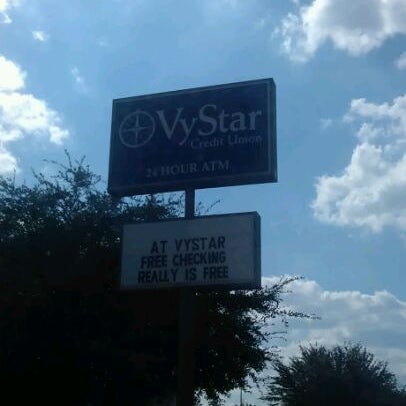 VyStar
Credit Union
24 HOUR ATM
AT VYSTAR
FREE CHECKING
REALLY IS FREE